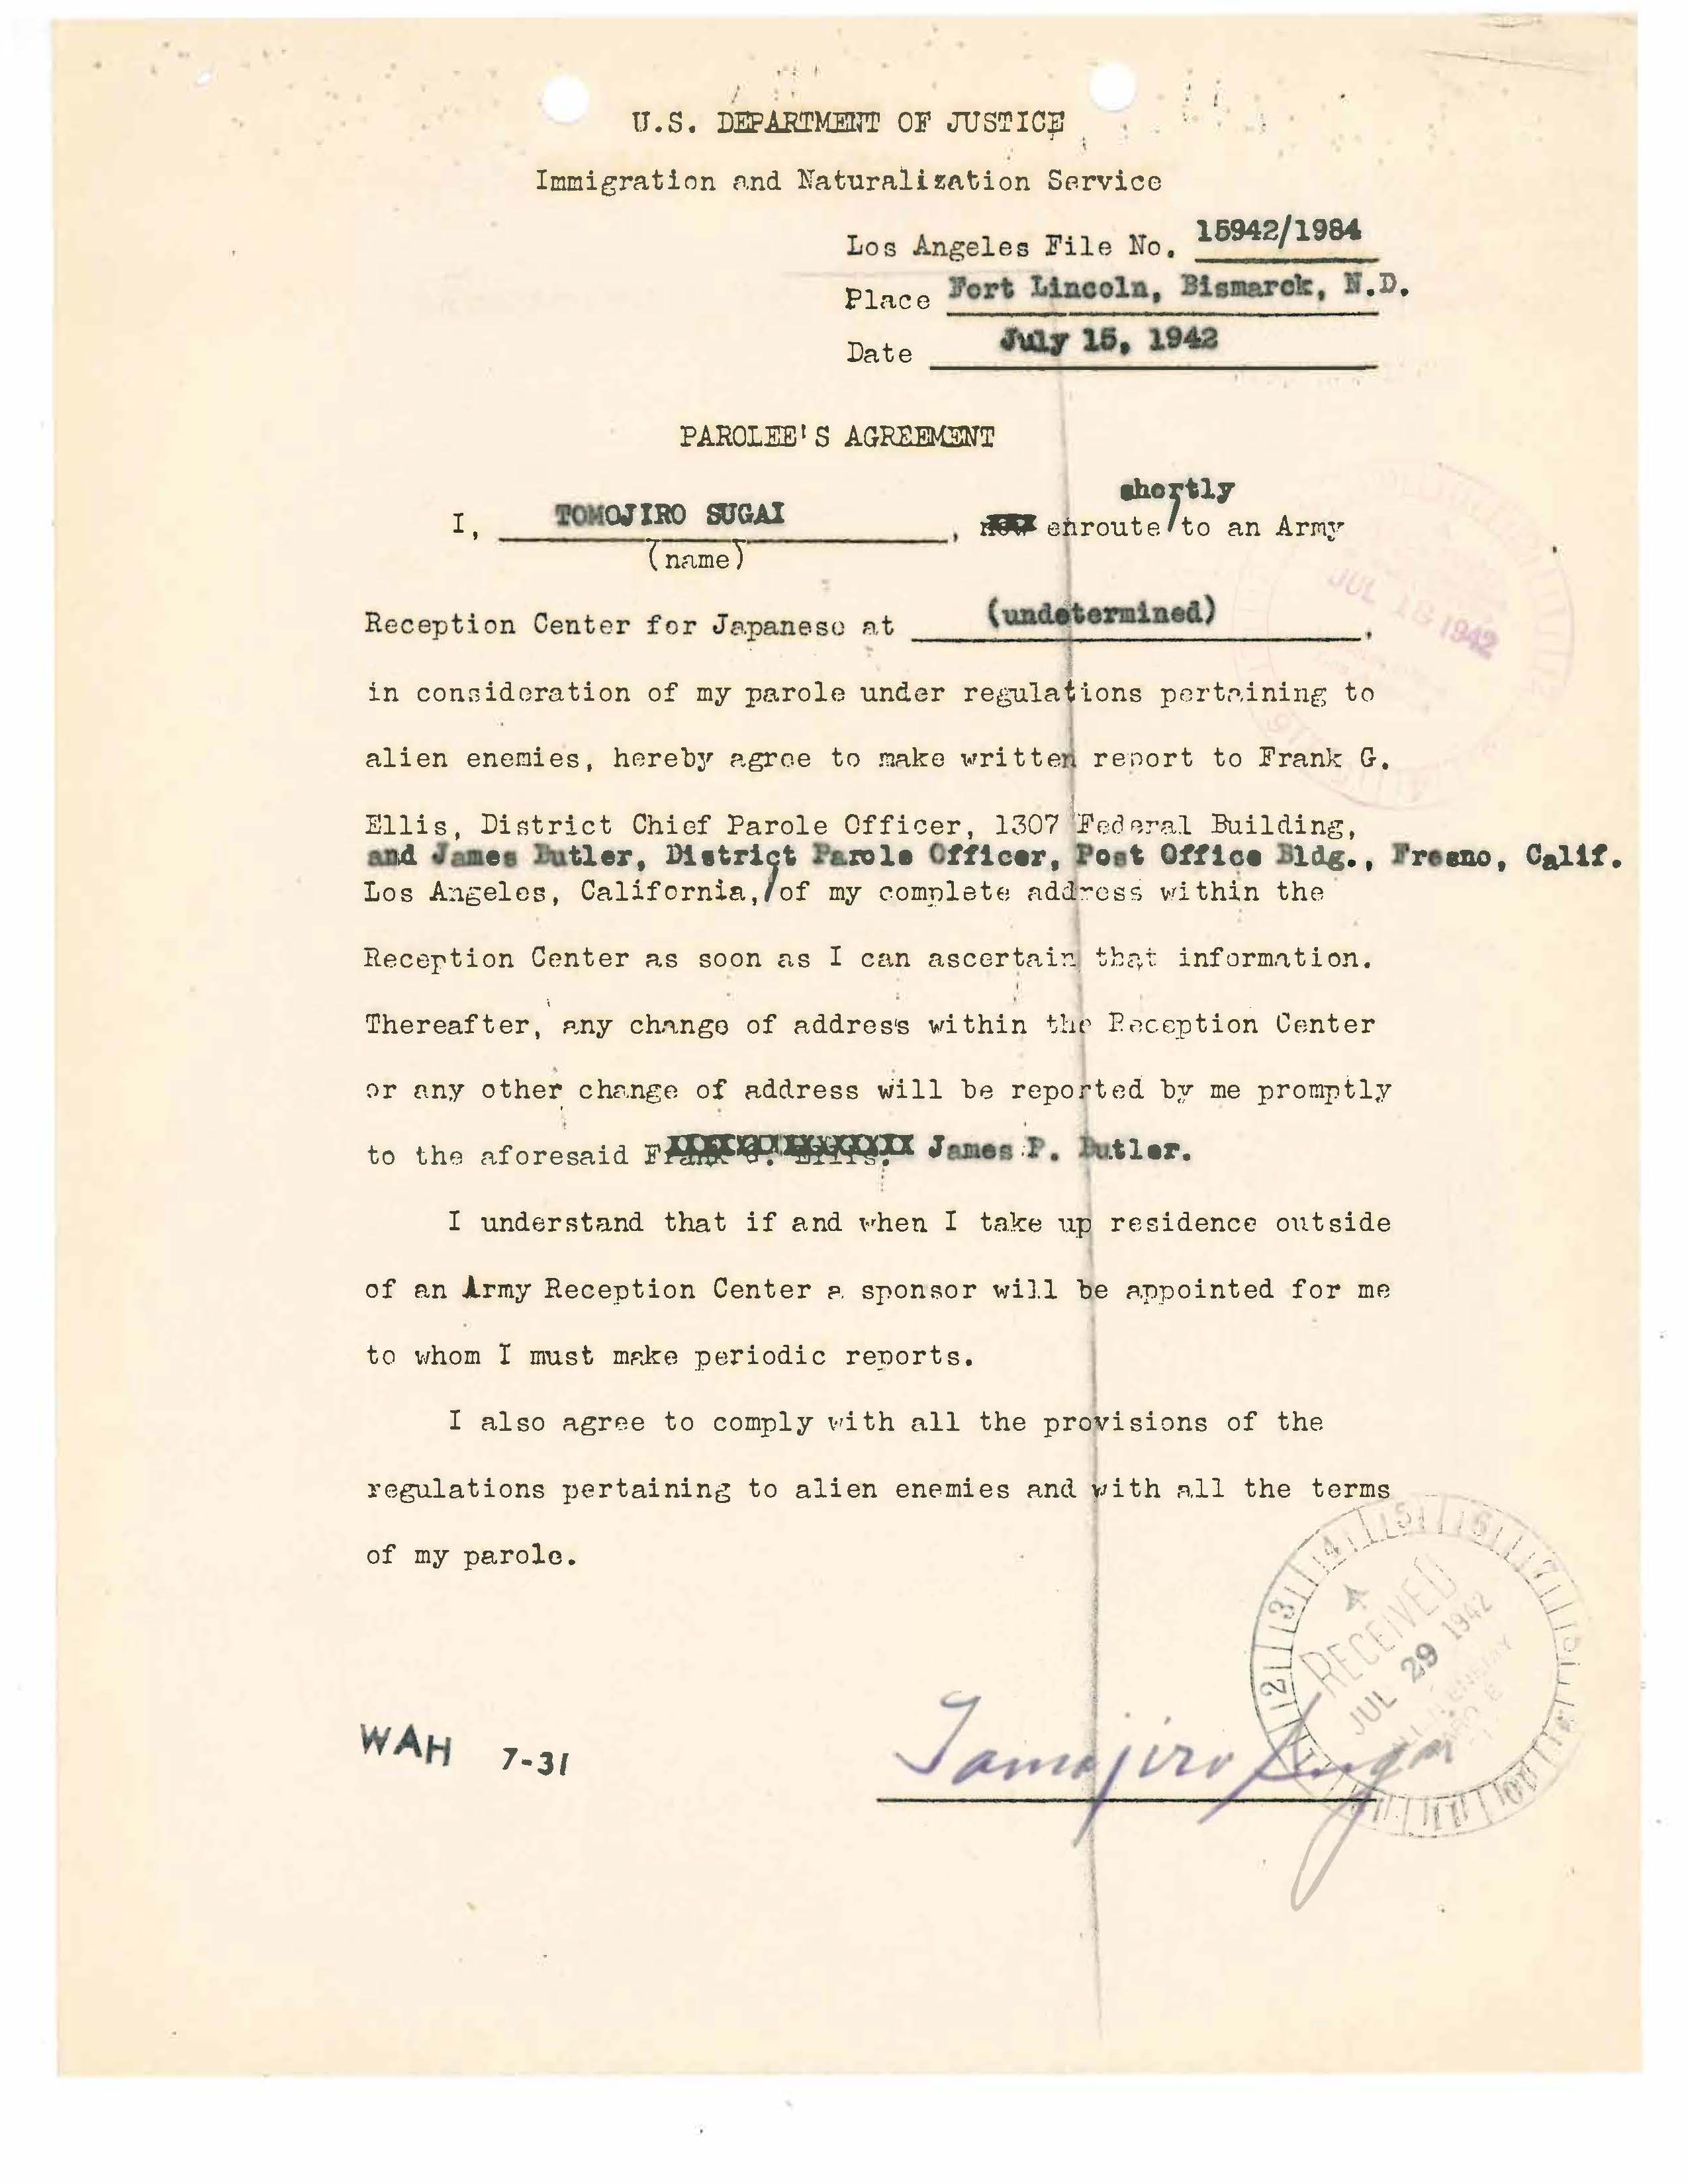 U.S. DEPARTMENT OF JUSTICE
Immigration and Naturalization Service
Los Angeles File No. 15942/1984
Place Fort Lincoln, Bismarck, N.D.
Date July 15, 1942
PAROLEE'S AGREEMENT
shortly
I, TOMOJIRO SUGAI, now enroute / to an Army
(name)
Reception Center for Japanese at (undetermined),
in consideration of my parole under regulations pertaining to
alien enemies, hereby agree to make written report to Frank G.
Ellis, District Chief Parole Officer, 1307 Federal Building,
and James Butler, District Parole Officer, Post Office Bldg., Fresno, Calif.
Los Angeles, California, / of my complete address within the
Reception Center as soon as I can ascertain that information.
Thereafter, any change of address within the Reception Center
or any other change of address will be reported by me promptly
to the aforesaid Frank G. Ellis. James P. Butler.
I understand that if and when I take up residence outside
of an Army Reception Center a sponsor will be appointed for me
to whom I must make periodic reports.
I also agree to comply with all the provisions of the
regulations pertaining to alien enemies and with all the terms
of my parole.
JUL 18 1942
RECEIVED
JUL 29 1942
WAH 7-31
Tomojiro Sugai